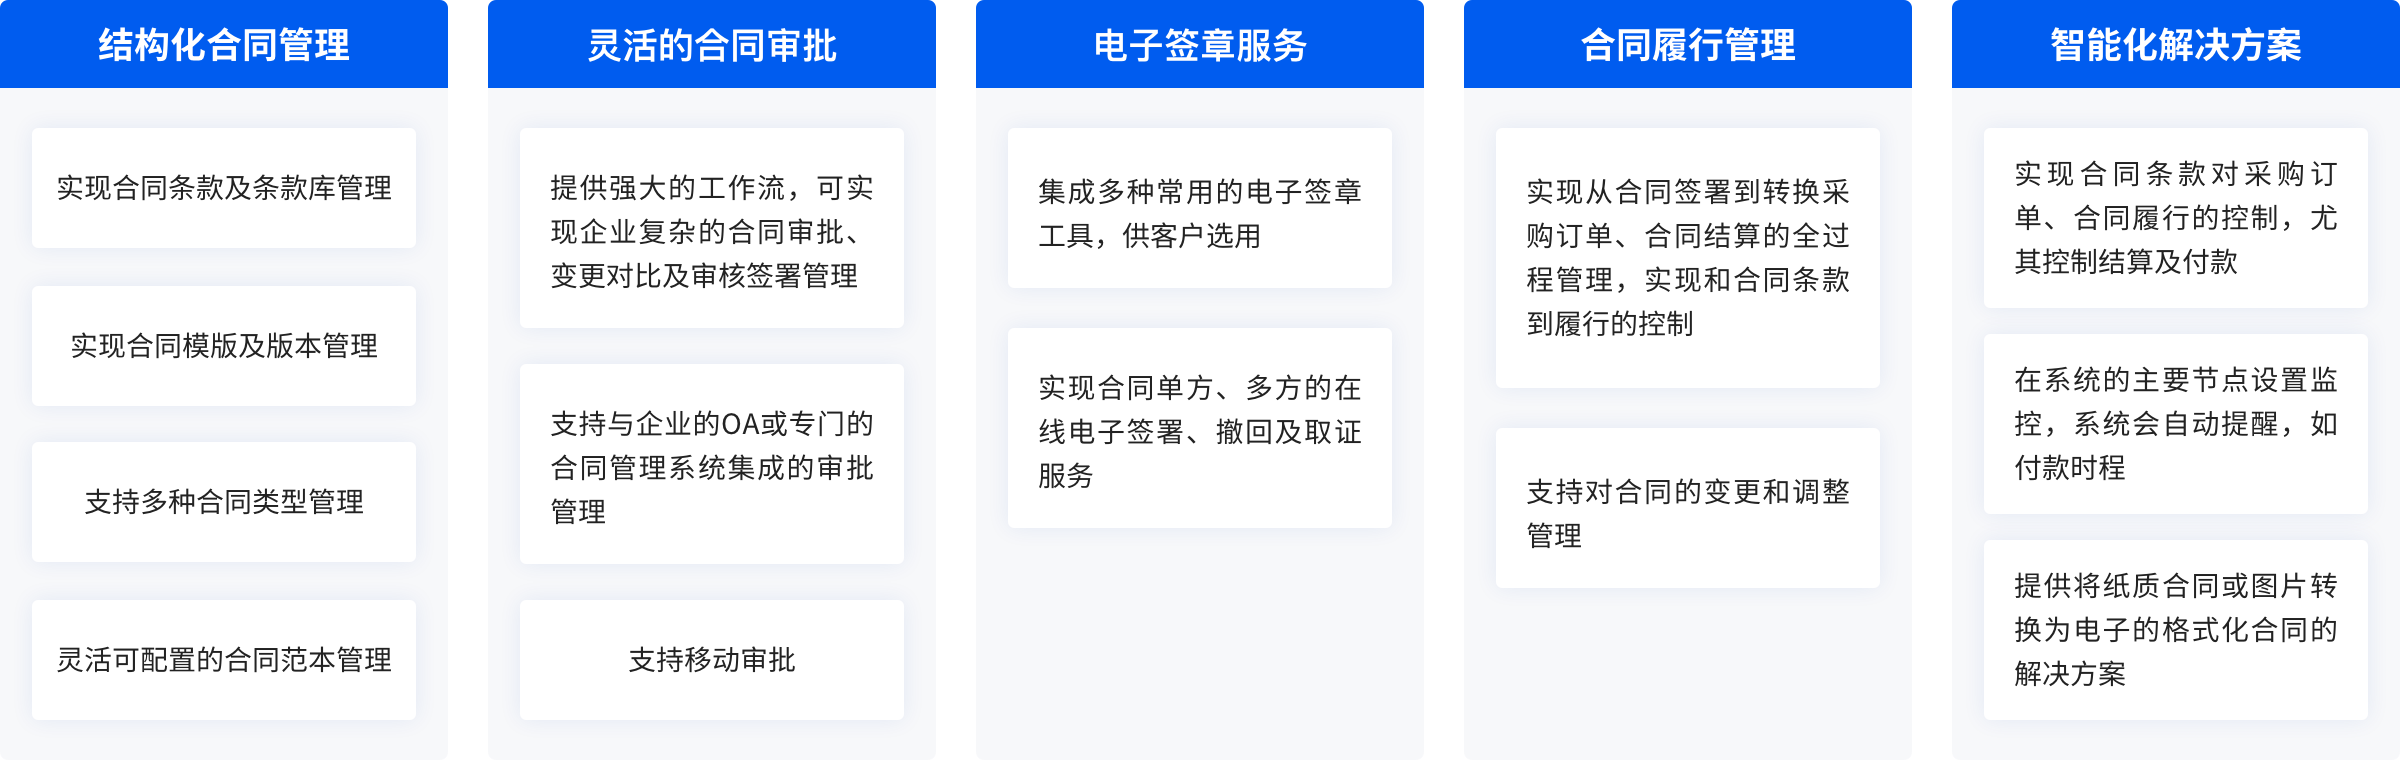 结构化合同管理
实现合同条款及条款库管理
实现合同模版及版本管理
支持多种合同类型管理
灵活可配置的合同范本管理
灵活的合同审批
提供强大的工作流，可实
现企业复杂的合同审批、
变更对比及审核签署管理
支持与企业的OA或专门的
合同管理系统集成的审批
管理
支持移动审批
电子签章服务
集成多种常用的电子签章
工具，供客户选用
实现合同单方、多方的在
线电子签署、撤回及取证
服务
合同履行管理
实现从合同签署到转换采
购订单、合同结算的全过
程管理，实现和合同条款
到履行的控制
支持对合同的变更和调整
管理
智能化解决方案
实现合同条款对采购订
单、合同履行的控制，尤
其控制结算及付款
在系统的主要节点设置监
控，系统会自动提醒，如
付款时程
提供将纸质合同或图片转
换为电子的格式化合同的
解决方案